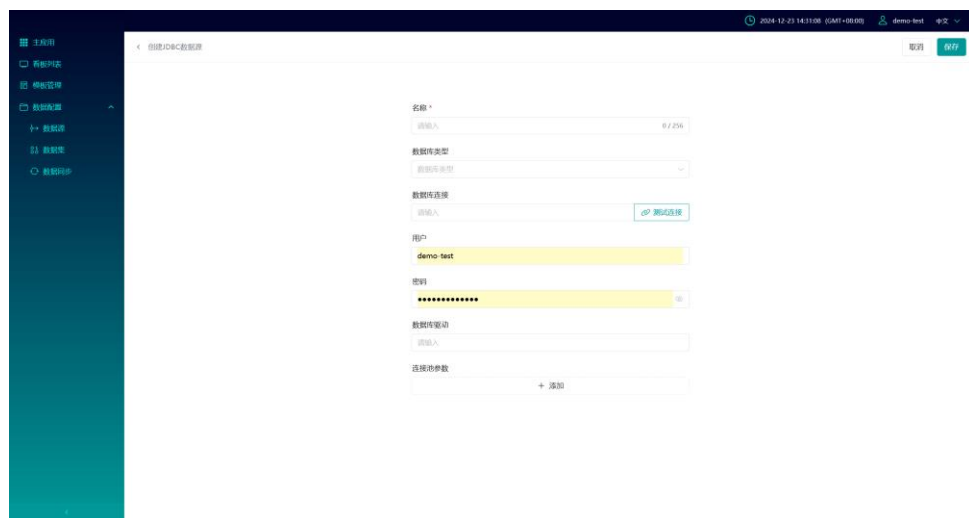 2024-12-23 14:31:08 (GMT+08:00) demo-test 中文
主应用
看板列表
模板管理
数据配置
数据源
数据集
数据同步
创建JDBC数据源
取消 保存
名称 *
请输入 0 / 256
数据库类型
数据库类型
数据库连接
请输入 测试连接
用户
demo-test
密码
•••••••••••••
数据库驱动
请输入
连接池参数
+ 添加